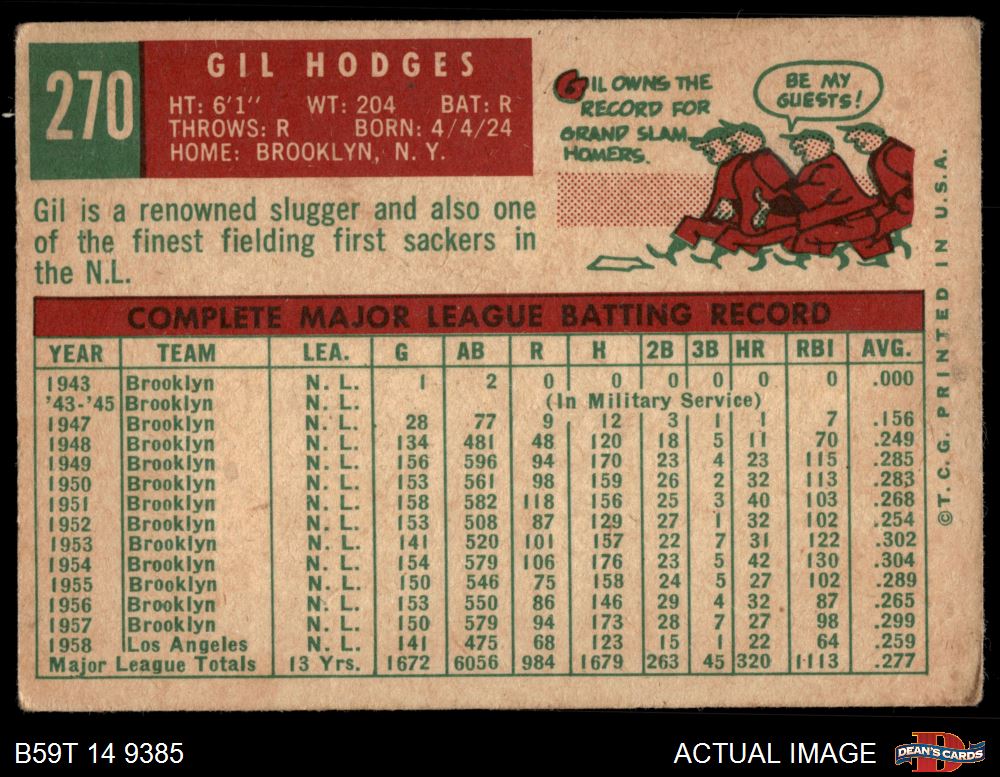 270
GIL HODGES
HT: 6'1" WT: 204 BAT: R
THROWS: R BORN: 4/4/24
HOME: BROOKLYN, N. Y.
GIL OWNS THE
RECORD FOR
GRAND SLAM
HOMERS.
BE MY
GUESTS!
Gil is a renowned slugger and also one
of the finest fielding first sackers in
the N.L.
COMPLETE MAJOR LEAGUE BATTING RECORD
YEAR TEAM LEA. G AB R H 2B 3B HR RBI AVG.
1943 Brooklyn N. L. 1 2 0 0 0 0 0 0 .000
'43-'45 Brooklyn N. L. (In Military Service)
1947 Brooklyn N. L. 28 77 9 12 3 1 1 7 .156
1948 Brooklyn N. L. 134 481 48 120 18 5 11 70 .249
1949 Brooklyn N. L. 156 596 94 170 23 4 23 115 .285
1950 Brooklyn N. L. 153 561 98 159 26 2 32 113 .283
1951 Brooklyn N. L. 158 582 118 156 25 3 40 103 .268
1952 Brooklyn N. L. 153 508 87 129 27 1 32 102 .254
1953 Brooklyn N. L. 141 520 101 157 22 7 31 122 .302
1954 Brooklyn N. L. 154 579 106 176 23 5 42 130 .304
1955 Brooklyn N. L. 150 546 75 158 24 5 27 102 .289
1956 Brooklyn N. L. 153 550 86 146 29 4 32 87 .265
1957 Brooklyn N. L. 150 579 94 173 28 7 27 98 .299
1958 Los Angeles N. L. 141 475 68 123 15 1 22 64 .259
Major League Totals 13 Yrs. 1672 6056 984 1679 263 45 320 1113 .277
©T.C.G. PRINTED IN U.S.A.
B59T 14 9385
ACTUAL IMAGE
DEAN'S CARDS